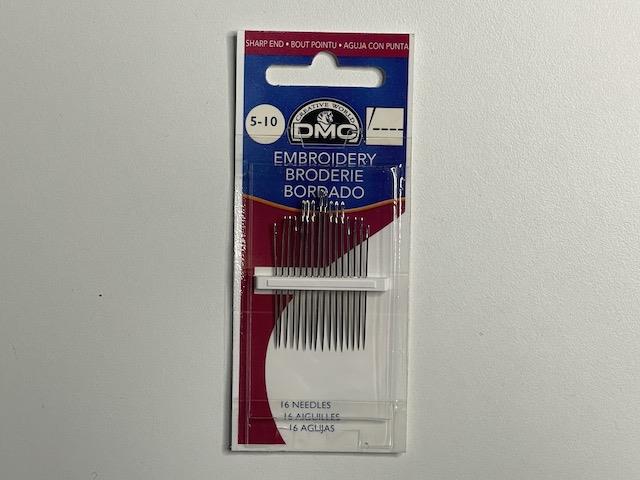 SHARP END • BOUT POINTU • AGUJA CON PUNTA
5-10
CREATIVE WORLD
DMC
EMBROIDERY
BRODERIE
BORDADO
16 NEEDLES
16 AIGUILLES
16 AGUJAS